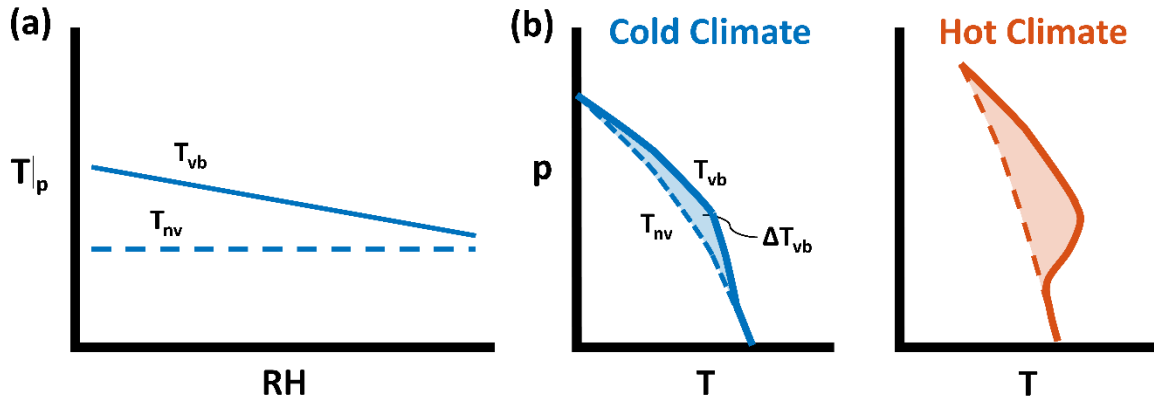 (a)
T|p
Tvb
Tnv
RH
(b)
Cold Climate
p
Tvb
Tnv
ΔTvb
T
Hot Climate
T